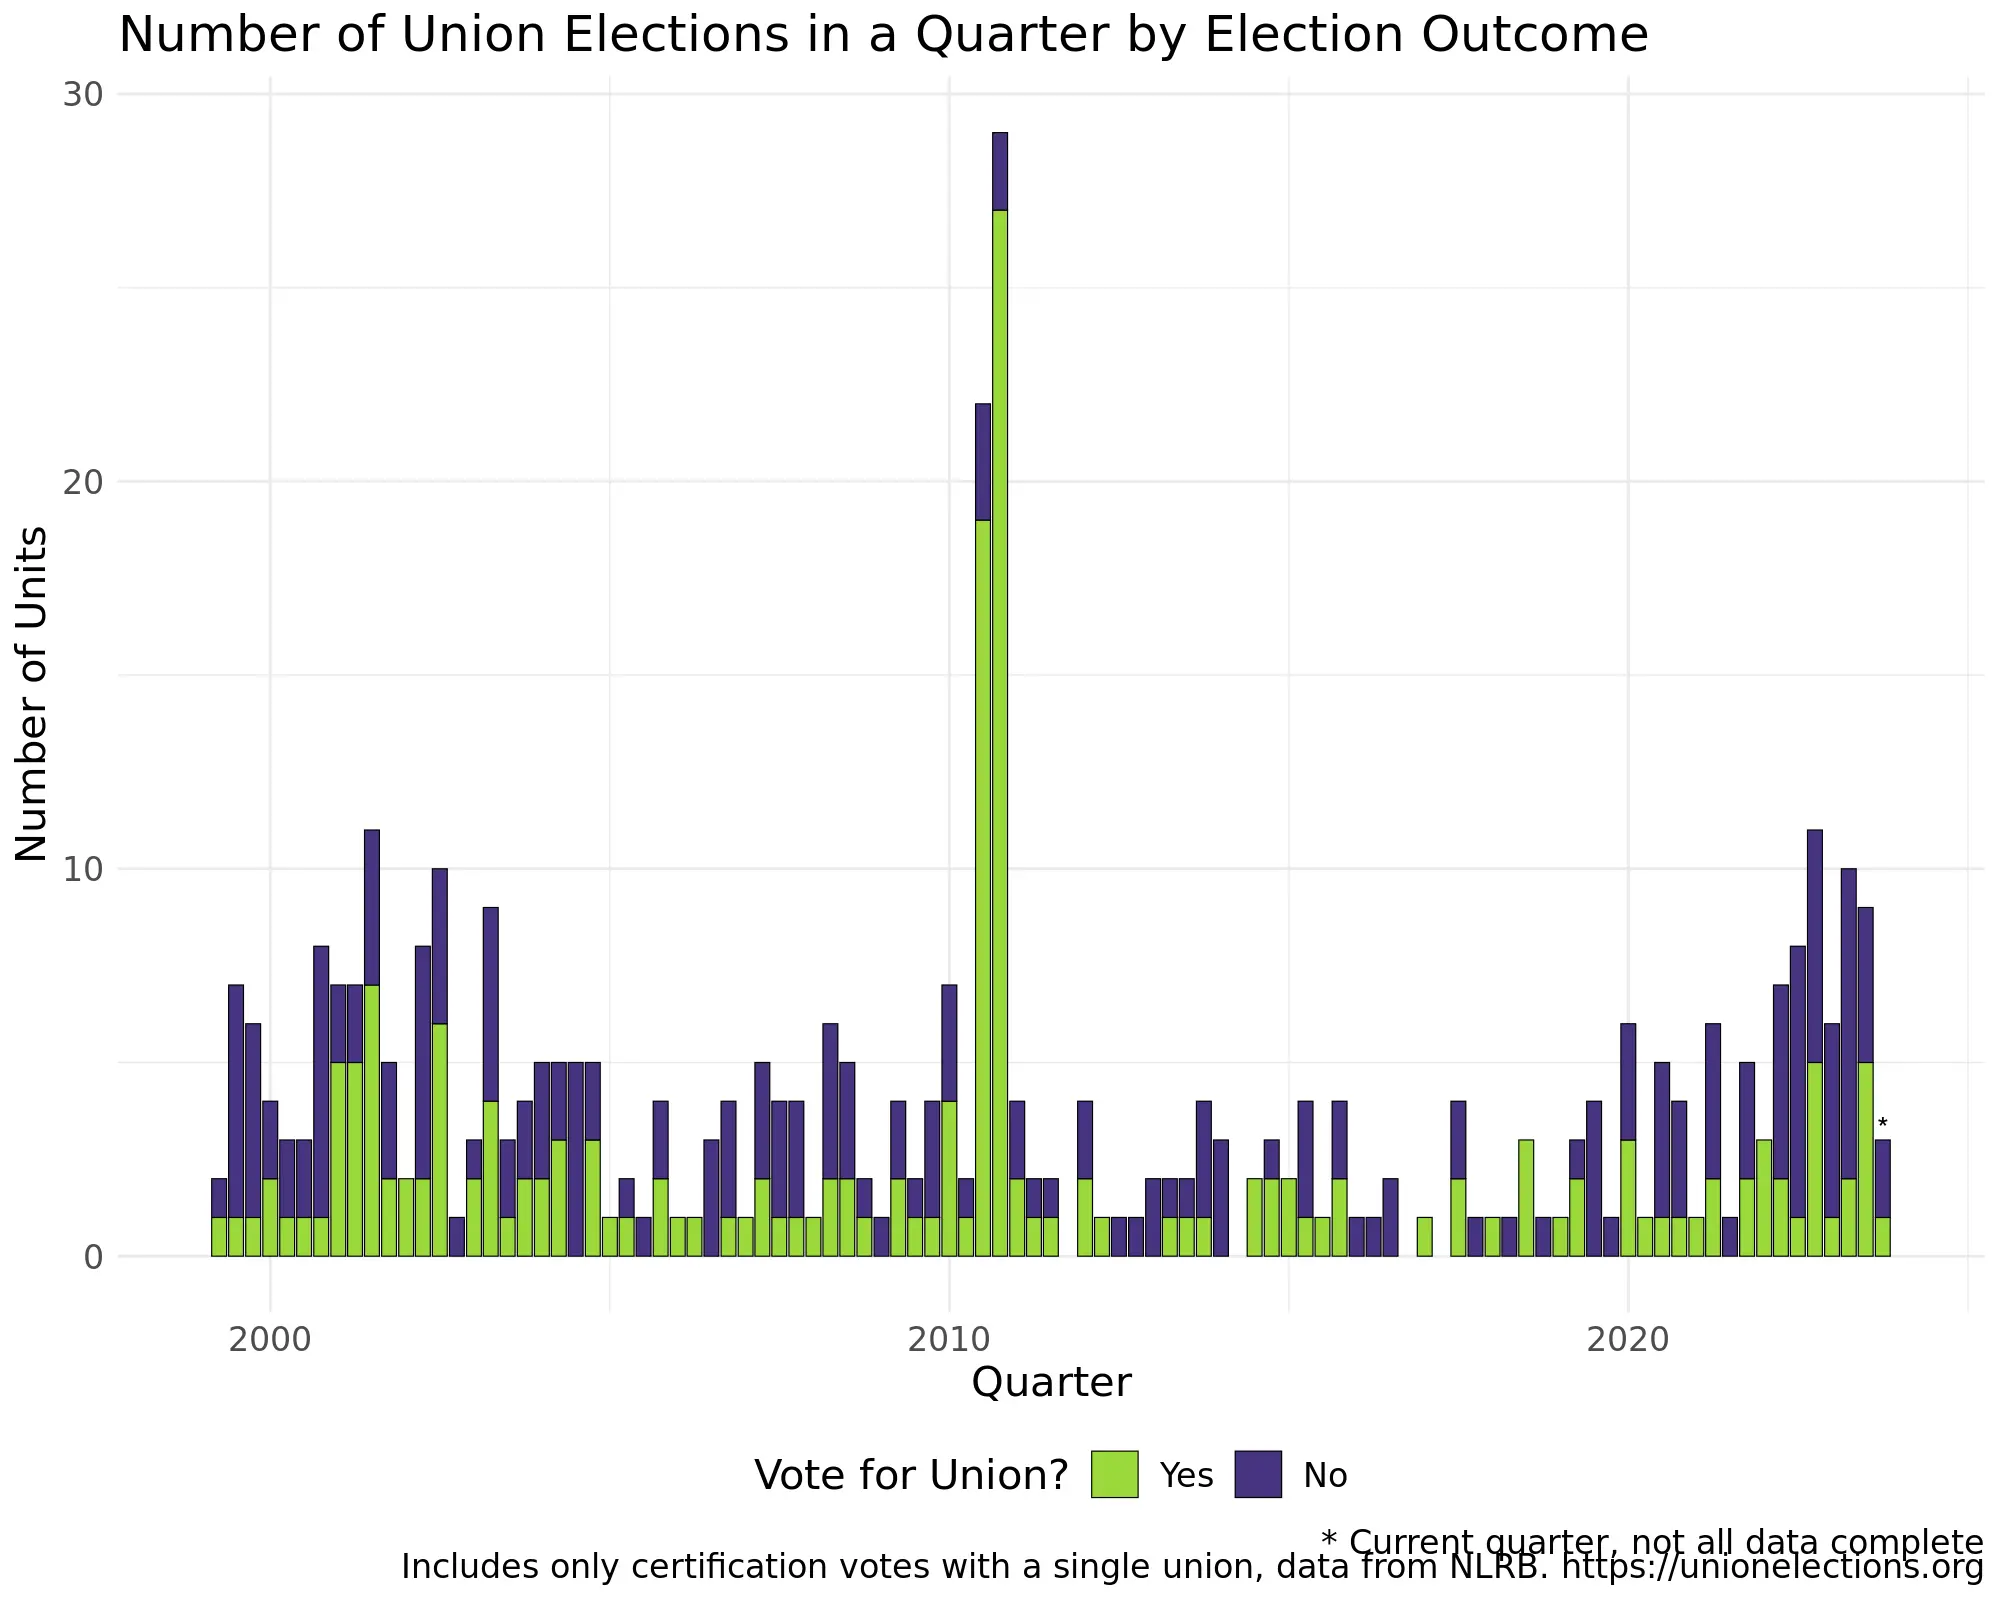 Number of Union Elections in a Quarter by Election Outcome
30
20
10
0
Number of Units
2000 2010 2020
Quarter
Vote for Union? Yes No
*
* Current quarter, not all data complete
Includes only certification votes with a single union, data from NLRB. https://unionelections.org